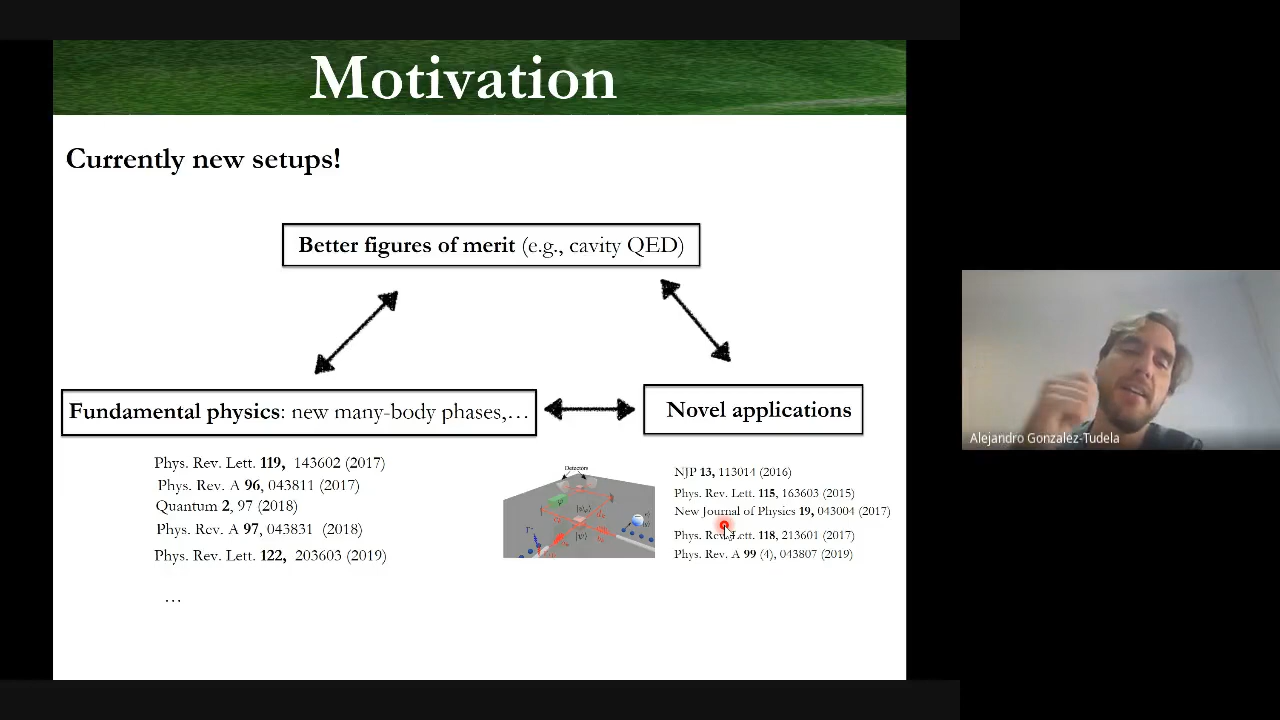 Motivation
Currently new setups!
Better figures of merit (e.g., cavity QED)
Fundamental physics: new many-body phases,…
Novel applications
Phys. Rev. Lett. 119, 143602 (2017)
Phys. Rev. A 96, 043811 (2017)
Quantum 2, 97 (2018)
Phys. Rev. A 97, 043831 (2018)
Phys. Rev. Lett. 122, 203603 (2019)
…
Detectors
NJP 13, 113014 (2016)
Phys. Rev. Lett. 115, 163603 (2015)
New Journal of Physics 19, 043004 (2017)
Phys. Rev. Lett. 118, 213601 (2017)
Phys. Rev. A 99 (4), 043807 (2019)
Alejandro Gonzalez-Tudela